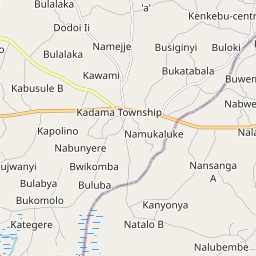 Bulalaka
'a'
Kenkebu-centr
Dodoi Ii
Namejje
Busiginyi
Buloki
Bulalaka
Kawami
Bukatabala
Buwen
Kabusule B
Nabwe
Kadama Township
Kapolino
Namukaluke
Nala
Nabunyere
ujwanyi
Bwikomba
Nansanga
A
Bulabya
Buluba
Bukomolo
Kanyonya
Kategere
Natalo B
Nalubembe